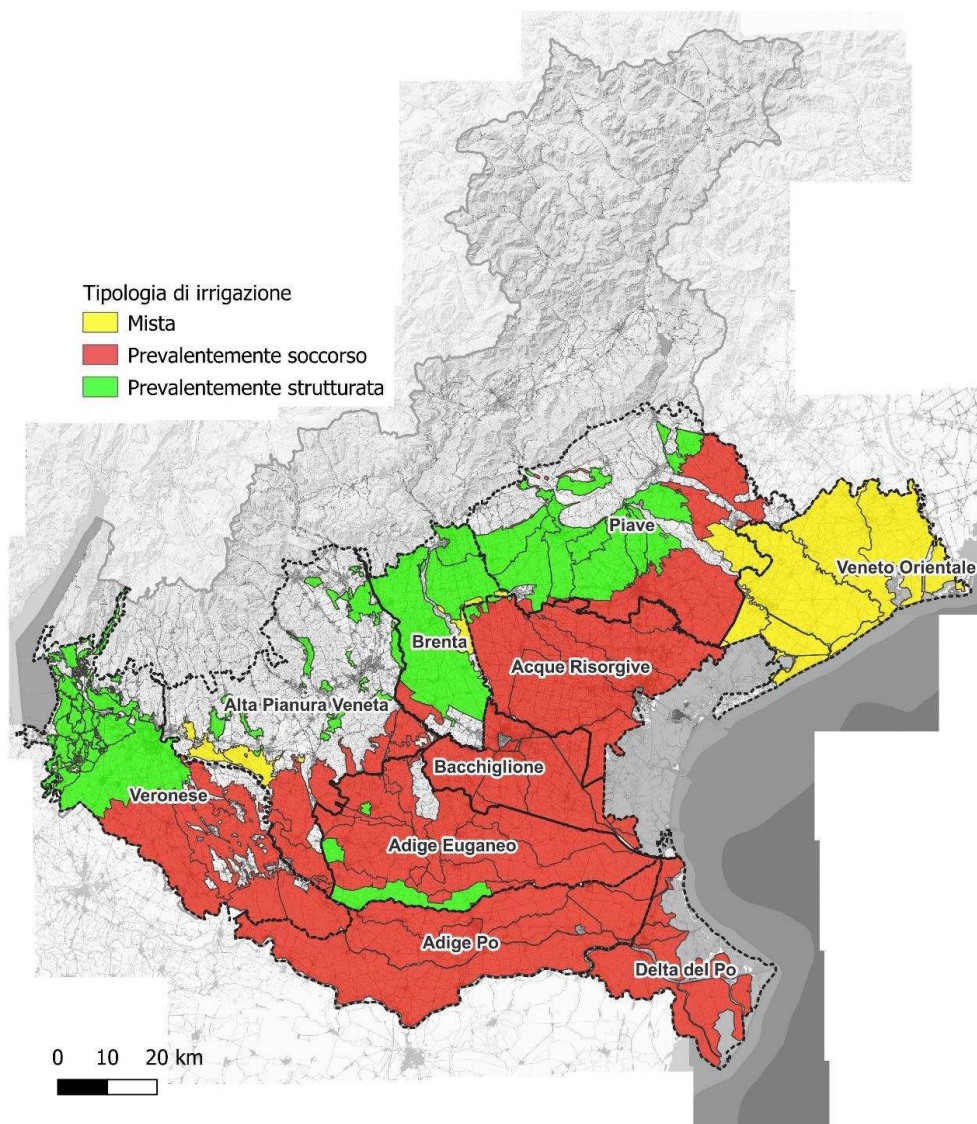 Tipologia di irrigazione
Mista
Prevalentemente soccorso
Prevalentemente strutturata
Piave
Veneto Orientale
Brenta
Acque Risorgive
Alta Pianura Veneta
Bacchiglione
Veronese
Adige Euganeo
Adige Po
Delta del Po
0 10 20 km